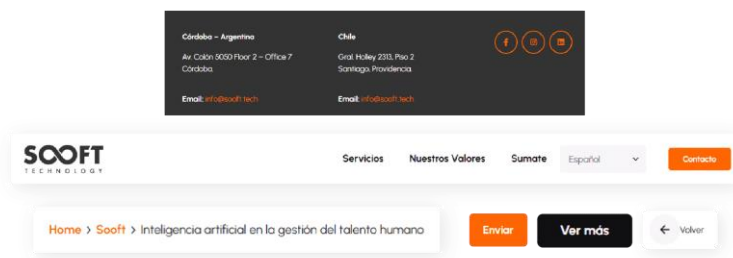 Córdoba – Argentina
Av. Colón 5050 Floor 2 – Office 7
Córdoba.
Email: info@sooft.tech
Chile
Gral. Holley 2313, Piso 2
Santiago. Providencia.
Email: info@sooft.tech
SOOFT
TECHNOLOGY
Servicios
Nuestros Valores
Sumate
Español
Contacto
Home > Sooft > Inteligencia artificial en la gestión del talento humano
Enviar
Ver más
Volver